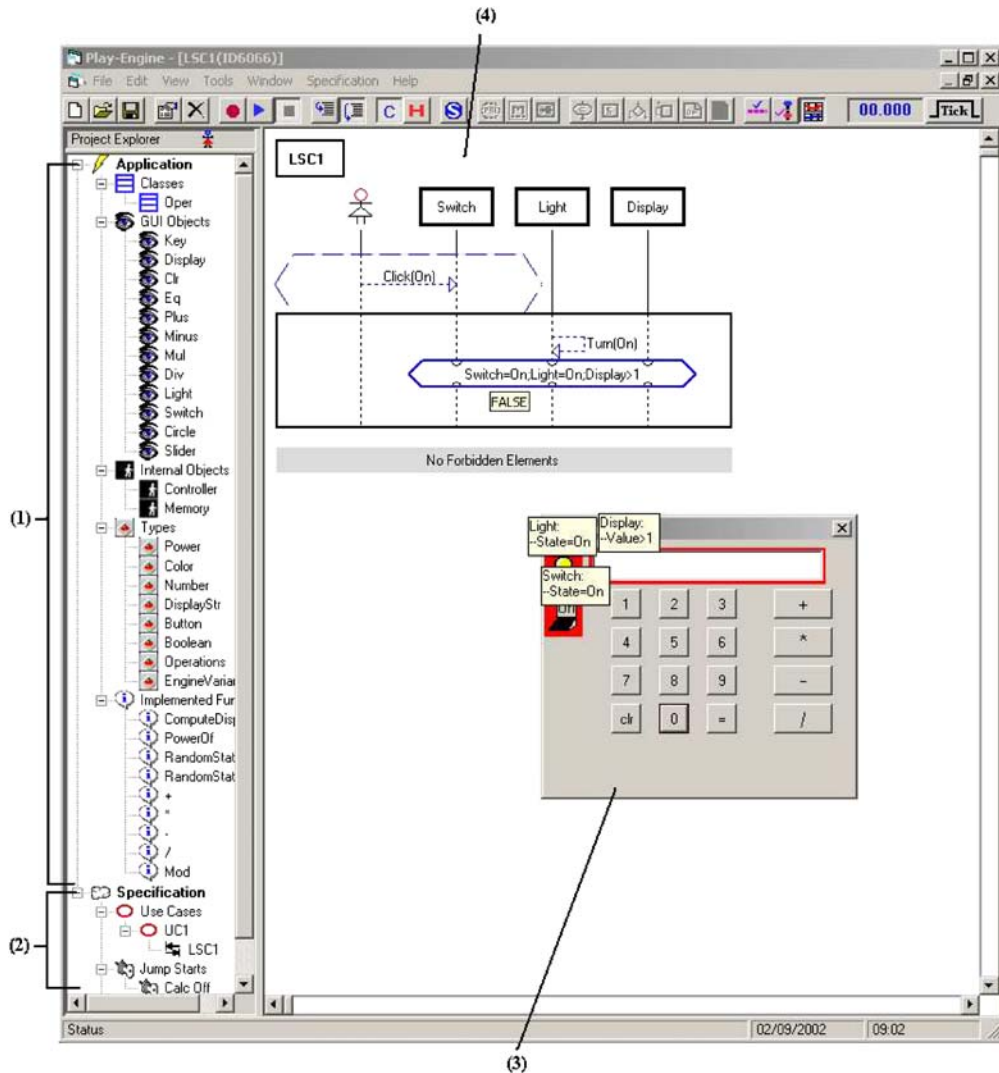 (4)
Play-Engine - [LSC1(ID6066)]
File Edit View Tools Window Specification Help
C H S 00.000 Tick
Project Explorer
Application
Classes
Oper
GUI Objects
Key
Display
Clr
Eq
Plus
Minus
Mul
Div
Light
Switch
Circle
Slider
Internal Objects
Controller
Memory
Types
Power
Color
Number
DisplayStr
Button
Boolean
Operations
EngineVarian
Implemented Fun
ComputeDisp
PowerOf
RandomStat
RandomStat
+
*
-
/
Mod
(1)
Specification
Use Cases
UC1
LSC1
Jump Starts
Calc Off
(2)
LSC1
Switch Light Display
Click(On)
Turn(On)
Switch=On;Light=On;Display>1
FALSE
No Forbidden Elements
Light:
--State=On
Display:
--Value>1
Switch:
--State=On
1 2 3 +
4 5 6 *
7 8 9 -
clr 0 = /
Status 02/09/2002 09:02
(3)